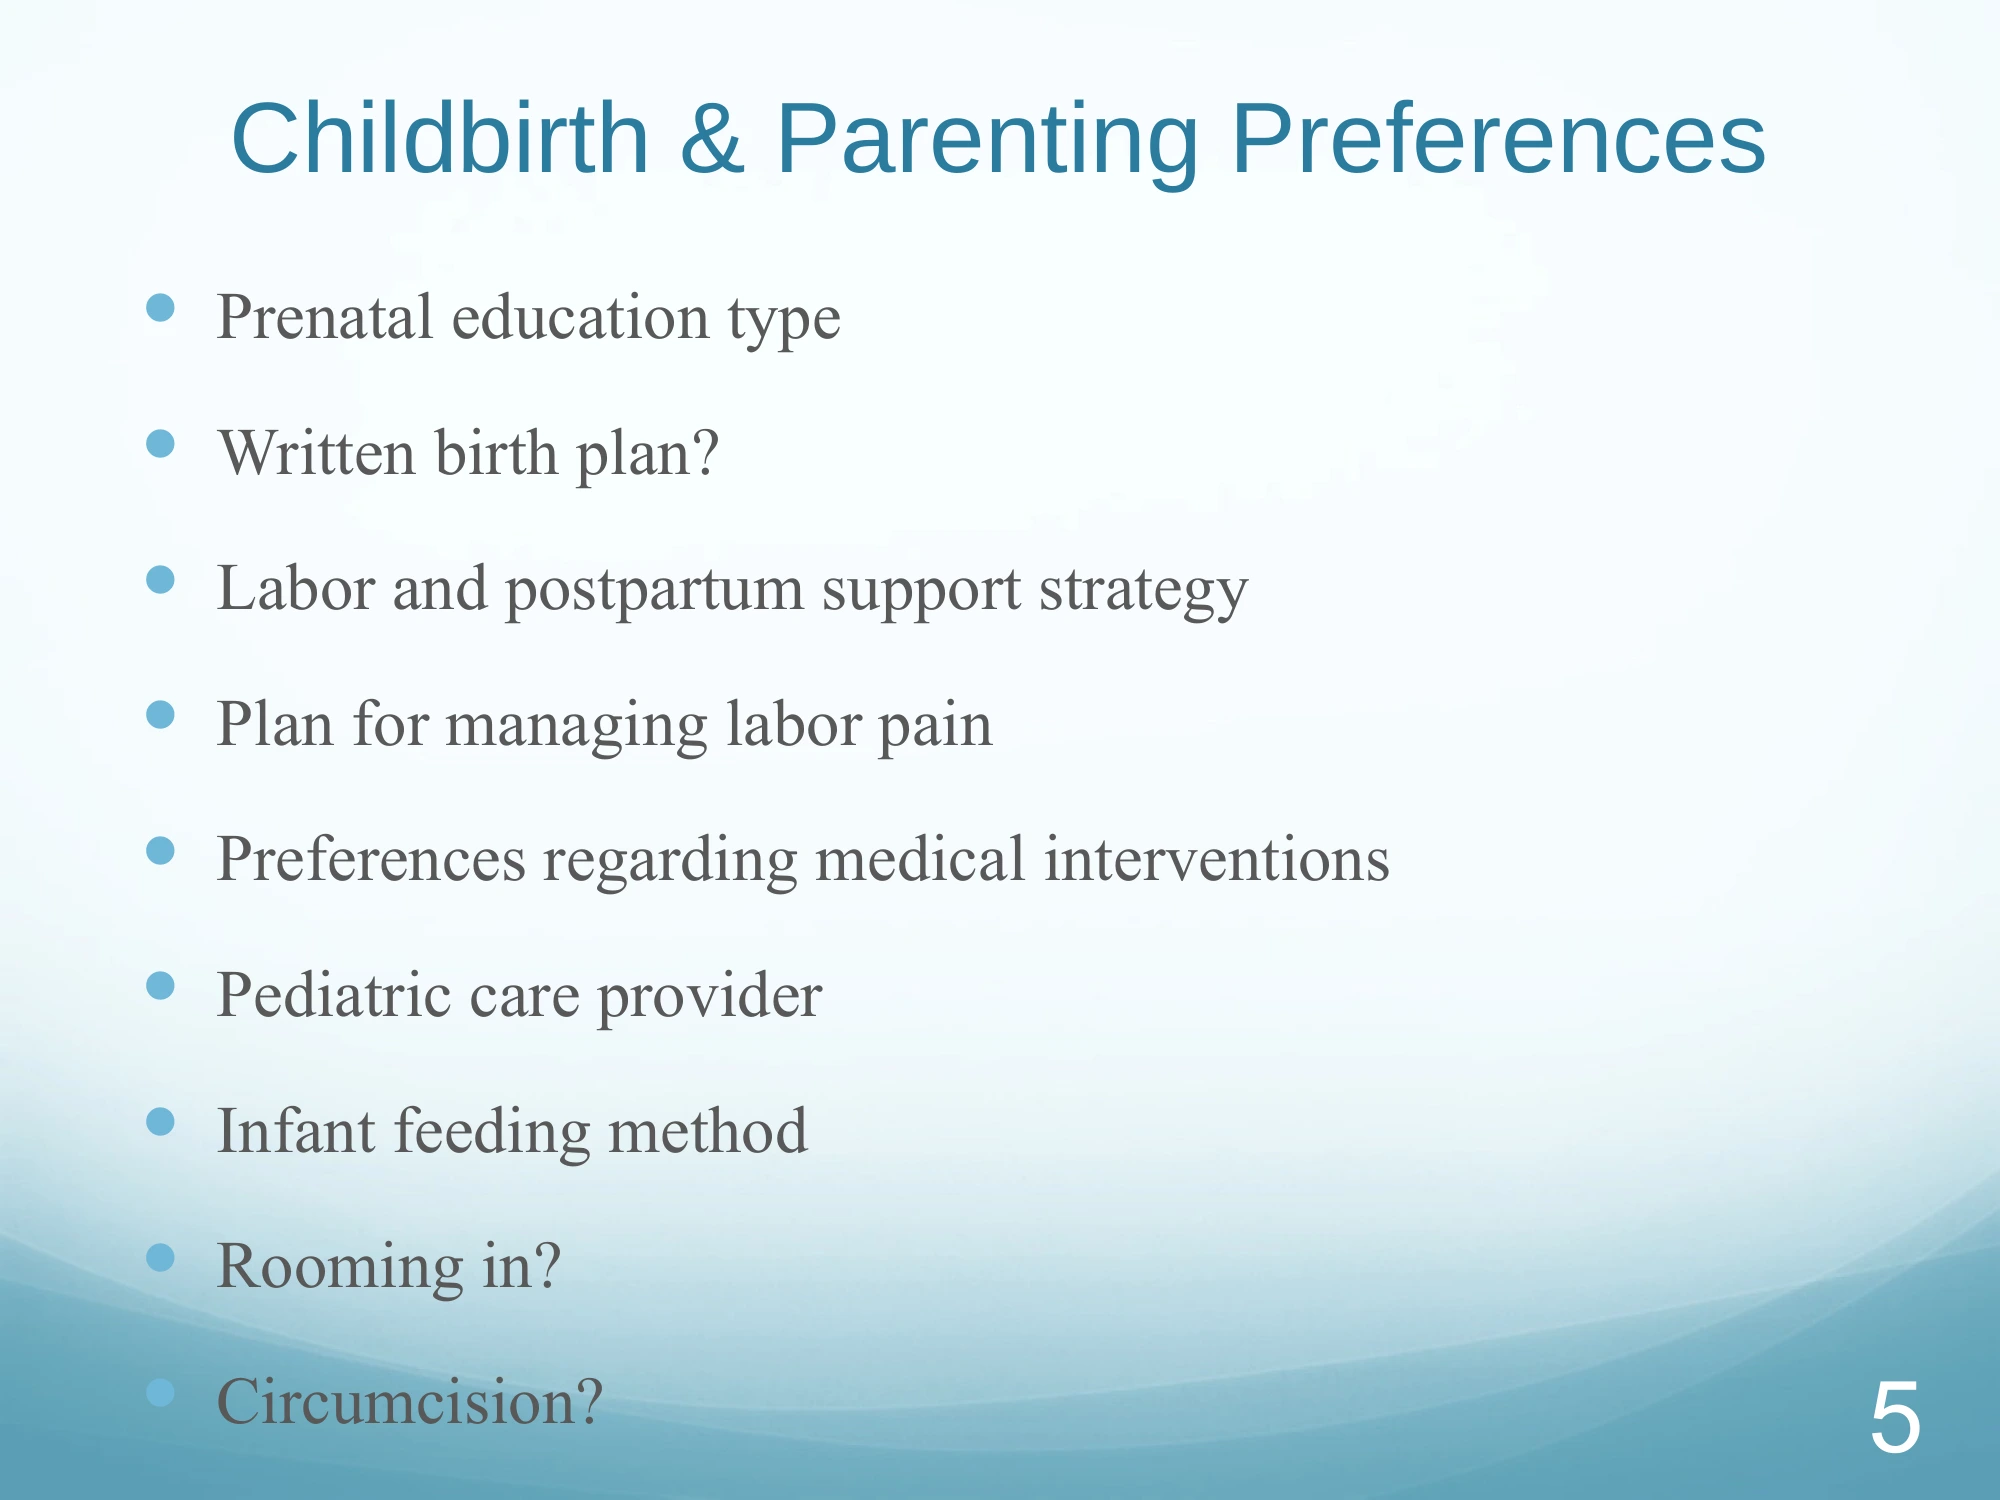 Childbirth & Parenting Preferences
Prenatal education type
Written birth plan?
Labor and postpartum support strategy
Plan for managing labor pain
Preferences regarding medical interventions
Pediatric care provider
Infant feeding method
Rooming in?
Circumcision?
5